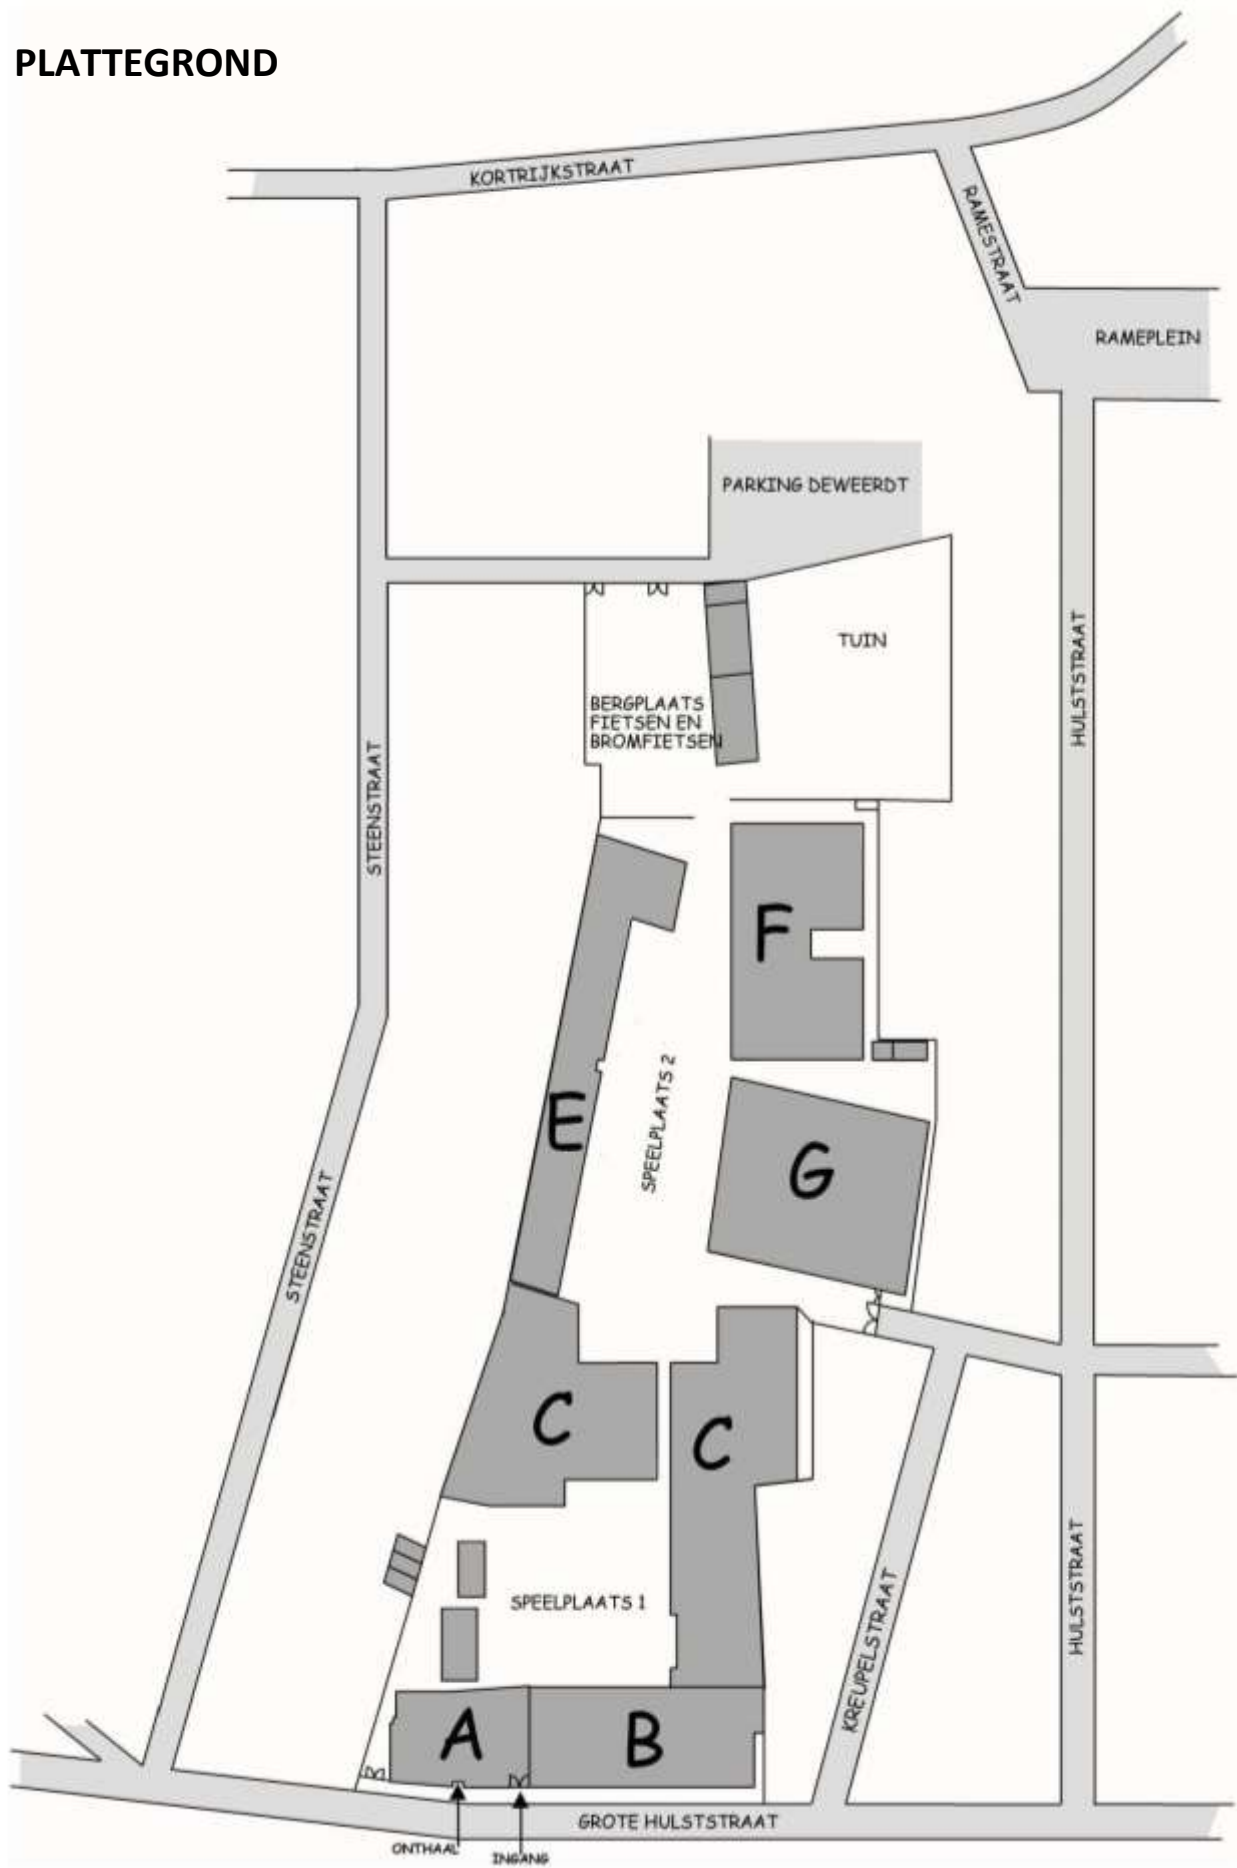 PLATTEGROND
KORTRIJKSTRAAT
RAMESTRAAT
RAMEPLEIN
PARKING DEWEERDT
TUIN
HULSTSTRAAT
BERGPLAATS
FIETSEN EN
BROMFIETSEN
STEENSTRAAT
F
E
SPEELPLAATS 2
G
STEENSTRAAT
C
C
SPEELPLAATS 1
HULSTSTRAAT
KREUPELSTRAAT
A
B
GROTE HULSTSTRAAT
ONTHAAL
INGANG